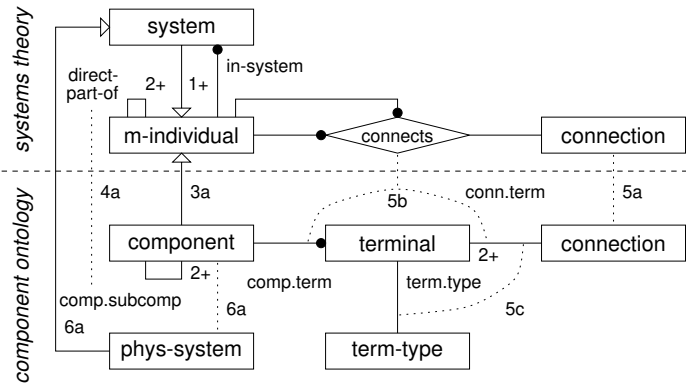 systems theory
system
direct-
part-of
2+
1+
in-system
m-individual
connects
connection
4a
3a
5b
conn.term
5a
component ontology
component
terminal
2+
connection
2+
comp.term
term.type
comp.subcomp
6a
6a
5c
phys-system
term-type